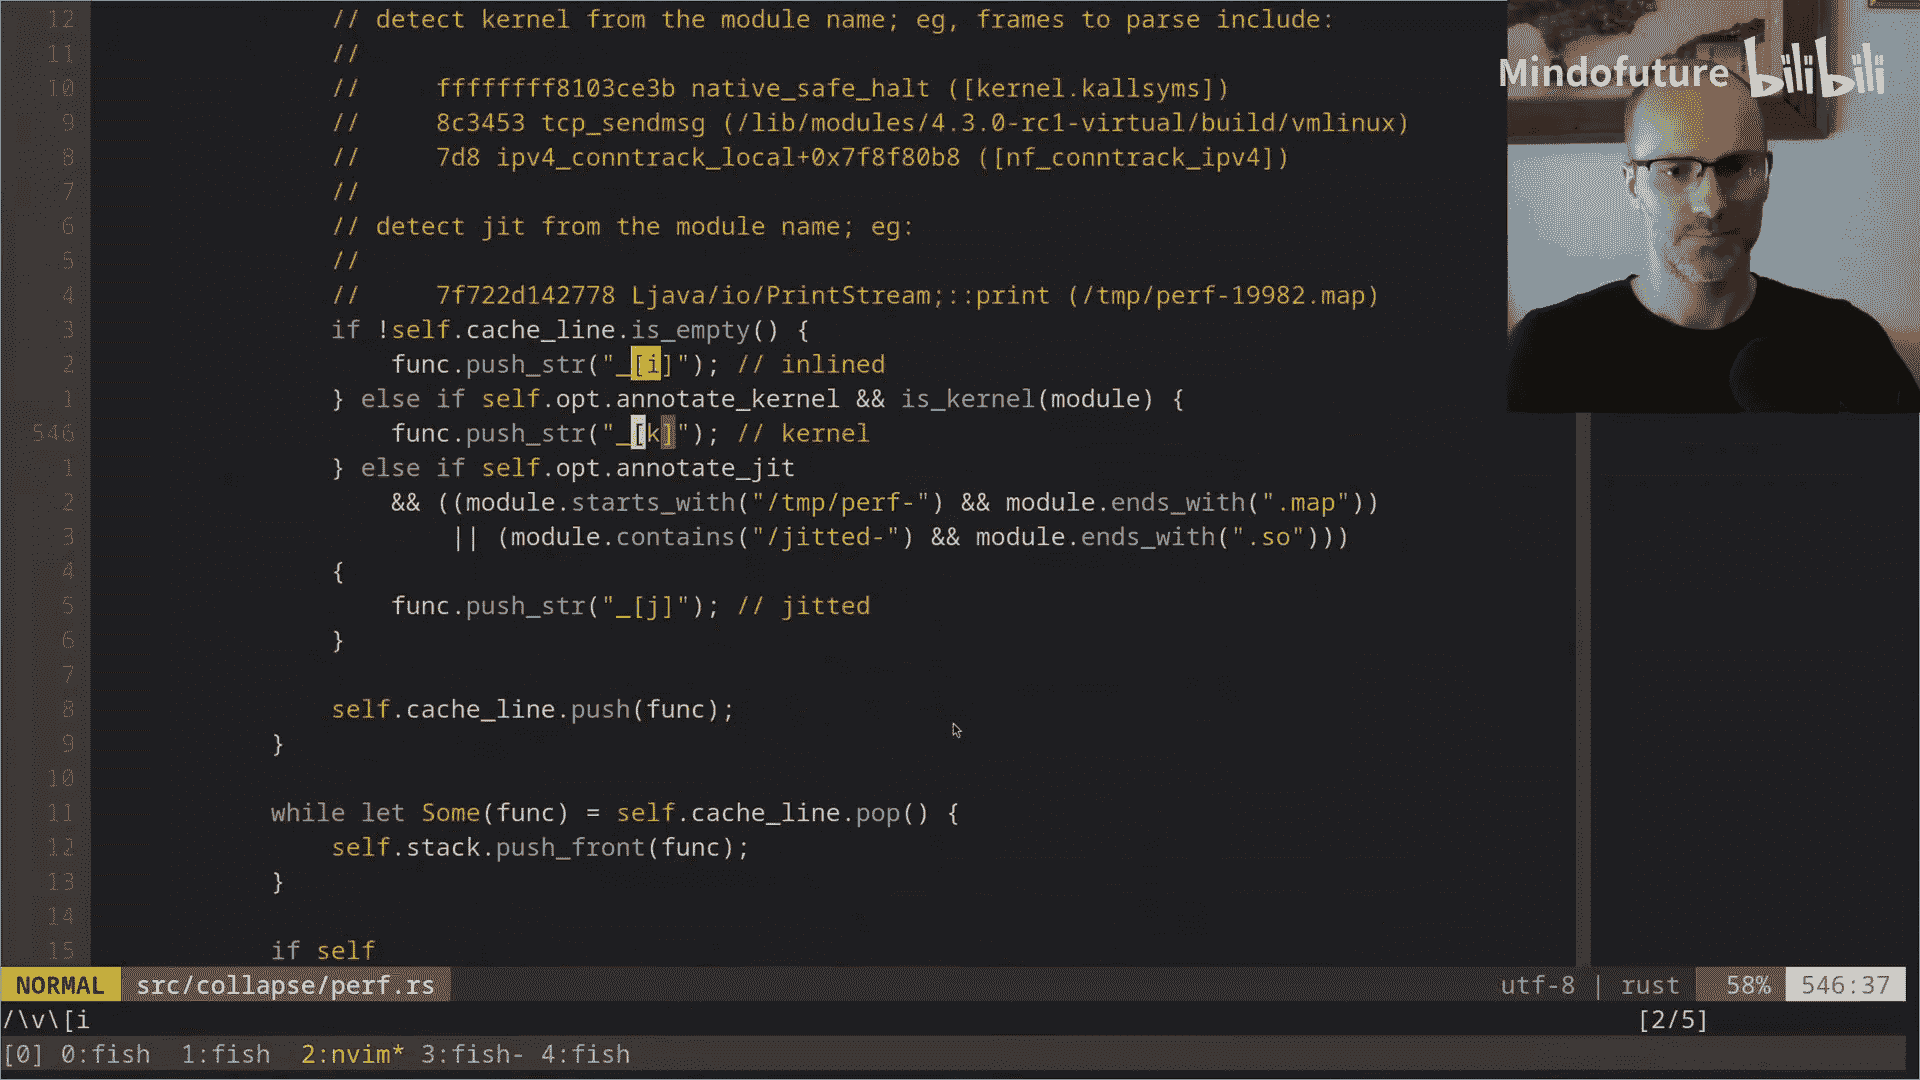 12 // detect kernel from the module name; eg, frames to parse include:
11 //
10 //     ffffffff8103ce3b native_safe_halt ([kernel.kallsyms])
9 //     8c3453 tcp_sendmsg (/lib/modules/4.3.0-rc1-virtual/build/vmlinux)
8 //     7d8 ipv4_conntrack_local+0x7f8f80b8 ([nf_conntrack_ipv4])
7 //
6 // detect jit from the module name; eg:
5 //
4 //     7f722d142778 Ljava/io/PrintStream;::print (/tmp/perf-19982.map)
3 if !self.cache_line.is_empty() {
2     func.push_str("_[i]"); // inlined
1 } else if self.opt.annotate_kernel && is_kernel(module) {
546     func.push_str("_[k]"); // kernel
1 } else if self.opt.annotate_jit
2     && ((module.starts_with("/tmp/perf-") && module.ends_with(".map"))
3         || (module.contains("/jitted-") && module.ends_with(".so")))
4 {
5     func.push_str("_[j]"); // jitted
6 }
7
8 self.cache_line.push(func);
9 }
10
11 while let Some(func) = self.cache_line.pop() {
12     self.stack.push_front(func);
13 }
14
15 if self
Mindofuture bilibili
NORMAL src/collapse/perf.rs utf-8 | rust 58% 546:37
/\v\[i [2/5]
[0] 0:fish 1:fish 2:nvim* 3:fish- 4:fish